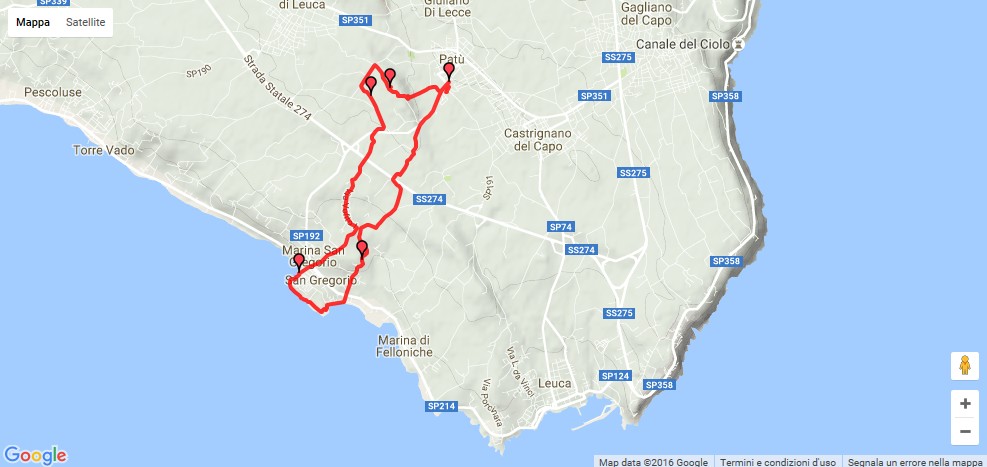 SP339
di Leuca
Giuliano
Di Lecce
Gagliano
del Capo
Mappa
Satellite
SP351
Canale del Ciolo
Patù
SS275
SP190
Strada Statale 274
Pescoluse
SP351
SP358
Castrignano
del Capo
Torre Vado
SS275
SP191
SS274
SP74
SP192
Marina San
Gregorio
SS274
SP358
San Gregorio
SS275
Marina di
Felloniche
Via L. da Vinci
Leuca
SP124
SP358
Via Porcinara
SP214
Google
Map data ©2016 Google
Termini e condizioni d'uso
Segnala un errore nella mappa